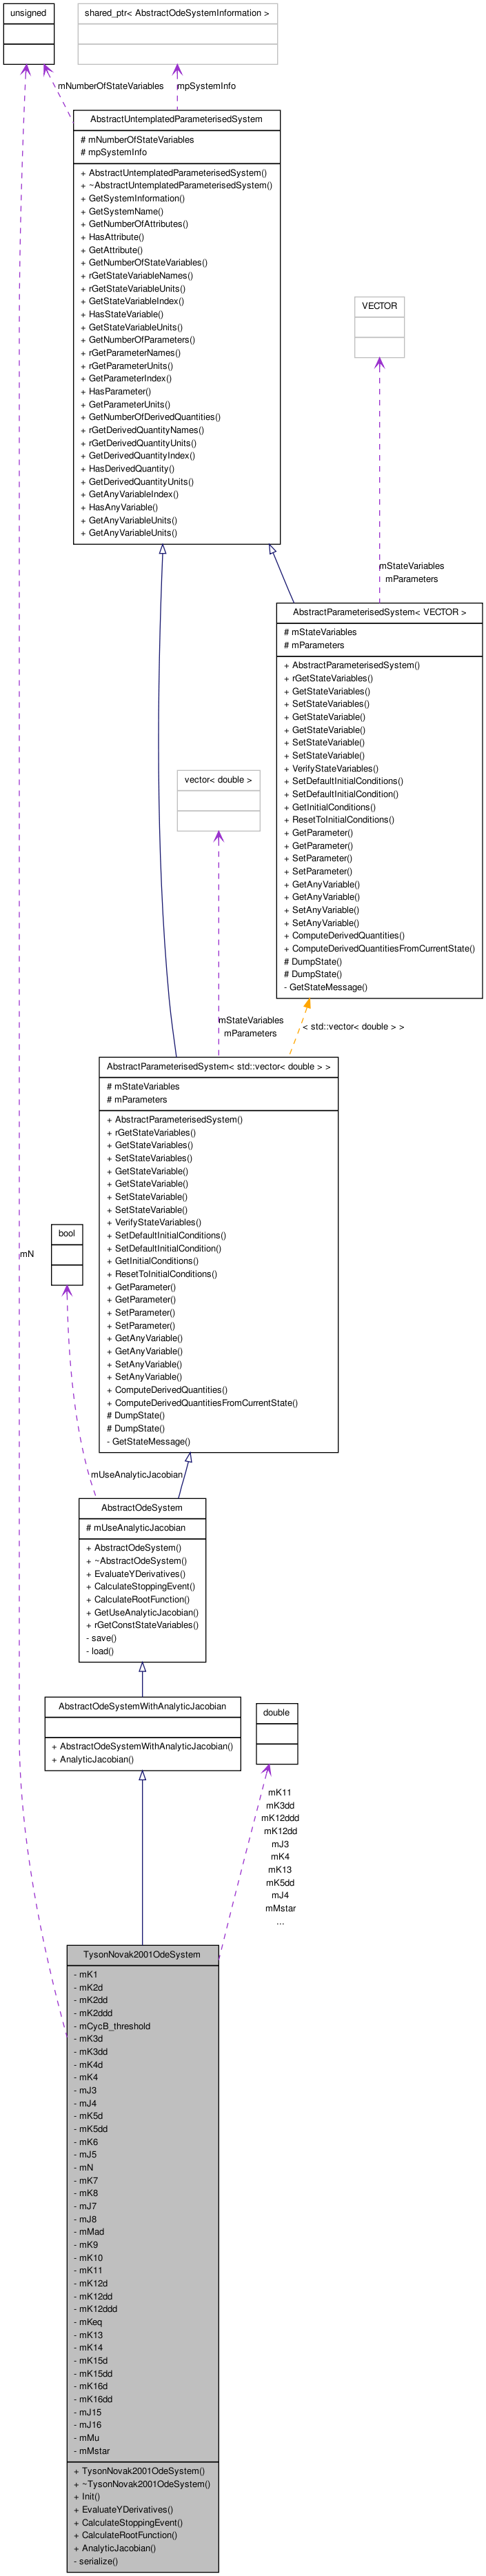 unsigned
shared_ptr< AbstractOdeSystemInformation >
mNumberOfStateVariables
mpSystemInfo
AbstractUntemplatedParameterisedSystem
# mNumberOfStateVariables
# mpSystemInfo
+ AbstractUntemplatedParameterisedSystem()
+ ~AbstractUntemplatedParameterisedSystem()
+ GetSystemInformation()
+ GetSystemName()
+ GetNumberOfAttributes()
+ HasAttribute()
+ GetAttribute()
+ GetNumberOfStateVariables()
+ rGetStateVariableNames()
+ rGetStateVariableUnits()
+ GetStateVariableIndex()
+ HasStateVariable()
+ GetStateVariableUnits()
+ GetNumberOfParameters()
+ rGetParameterNames()
+ rGetParameterUnits()
+ GetParameterIndex()
+ HasParameter()
+ GetParameterUnits()
+ GetNumberOfDerivedQuantities()
+ rGetDerivedQuantityNames()
+ rGetDerivedQuantityUnits()
+ GetDerivedQuantityIndex()
+ HasDerivedQuantity()
+ GetDerivedQuantityUnits()
+ GetAnyVariableIndex()
+ HasAnyVariable()
+ GetAnyVariableUnits()
+ GetAnyVariableUnits()
VECTOR
mStateVariables
mParameters
AbstractParameterisedSystem< VECTOR >
# mStateVariables
# mParameters
+ AbstractParameterisedSystem()
+ rGetStateVariables()
+ GetStateVariables()
+ SetStateVariables()
+ GetStateVariable()
+ GetStateVariable()
+ SetStateVariable()
+ SetStateVariable()
+ VerifyStateVariables()
+ SetDefaultInitialConditions()
+ SetDefaultInitialCondition()
+ GetInitialConditions()
+ ResetToInitialConditions()
+ GetParameter()
+ GetParameter()
+ SetParameter()
+ SetParameter()
+ GetAnyVariable()
+ GetAnyVariable()
+ SetAnyVariable()
+ SetAnyVariable()
+ ComputeDerivedQuantities()
+ ComputeDerivedQuantitiesFromCurrentState()
# DumpState()
# DumpState()
- GetStateMessage()
vector< double >
mStateVariables
mParameters
< std::vector< double > >
AbstractParameterisedSystem< std::vector< double > >
# mStateVariables
# mParameters
+ AbstractParameterisedSystem()
+ rGetStateVariables()
+ GetStateVariables()
+ SetStateVariables()
+ GetStateVariable()
+ GetStateVariable()
+ SetStateVariable()
+ SetStateVariable()
+ VerifyStateVariables()
+ SetDefaultInitialConditions()
+ SetDefaultInitialCondition()
+ GetInitialConditions()
+ ResetToInitialConditions()
+ GetParameter()
+ GetParameter()
+ SetParameter()
+ SetParameter()
+ GetAnyVariable()
+ GetAnyVariable()
+ SetAnyVariable()
+ SetAnyVariable()
+ ComputeDerivedQuantities()
+ ComputeDerivedQuantitiesFromCurrentState()
# DumpState()
# DumpState()
- GetStateMessage()
bool
mN
mUseAnalyticJacobian
AbstractOdeSystem
# mUseAnalyticJacobian
+ AbstractOdeSystem()
+ ~AbstractOdeSystem()
+ EvaluateYDerivatives()
+ CalculateStoppingEvent()
+ CalculateRootFunction()
+ GetUseAnalyticJacobian()
+ rGetConstStateVariables()
- save()
- load()
AbstractOdeSystemWithAnalyticJacobian
+ AbstractOdeSystemWithAnalyticJacobian()
+ AnalyticJacobian()
double
mK11
mK3dd
mK12ddd
mK12dd
mJ3
mK4
mK13
mK5dd
mJ4
mMstar
...
TysonNovak2001OdeSystem
- mK1
- mK2d
- mK2dd
- mK2ddd
- mCycB_threshold
- mK3d
- mK3dd
- mK4d
- mK4
- mJ3
- mJ4
- mK5d
- mK5dd
- mK6
- mJ5
- mN
- mK7
- mK8
- mJ7
- mJ8
- mMad
- mK9
- mK10
- mK11
- mK12d
- mK12dd
- mK12ddd
- mKeq
- mK13
- mK14
- mK15d
- mK15dd
- mK16d
- mK16dd
- mJ15
- mJ16
- mMu
- mMstar
+ TysonNovak2001OdeSystem()
+ ~TysonNovak2001OdeSystem()
+ Init()
+ EvaluateYDerivatives()
+ CalculateStoppingEvent()
+ CalculateRootFunction()
+ AnalyticJacobian()
- serialize()